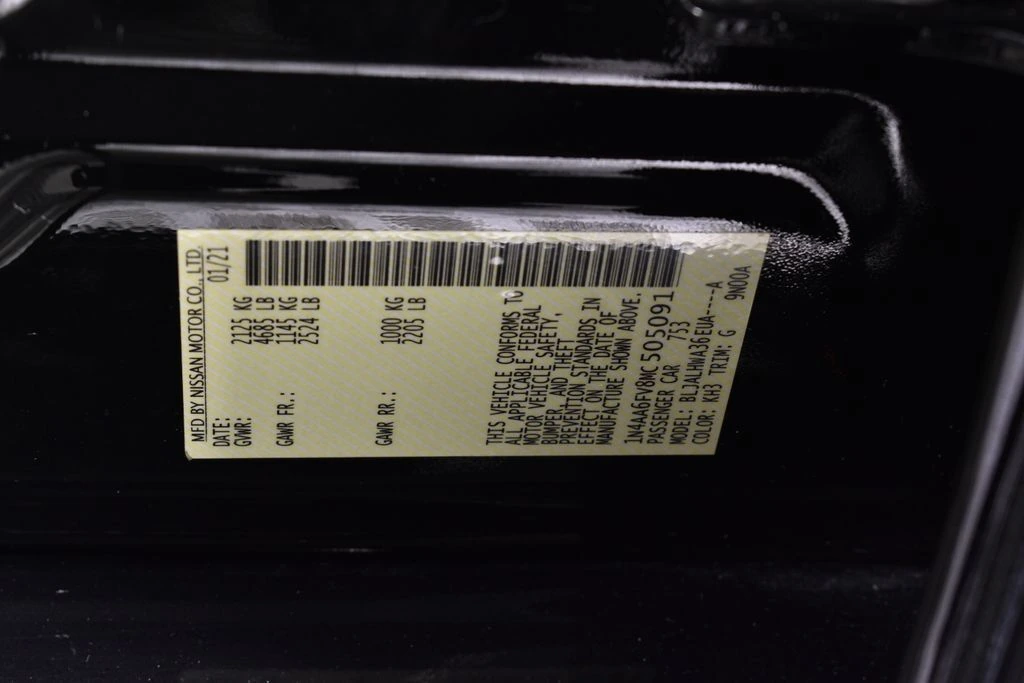 MFD BY NISSAN MOTOR CO., LTD.
DATE: 01/21
GVWR: 2125 KG
4685 LB
GAWR FR.: 1145 KG
2524 LB
GAWR RR.: 1000 KG
2205 LB
THIS VEHICLE CONFORMS TO
ALL APPLICABLE FEDERAL
MOTOR VEHICLE SAFETY,
BUMPER, AND THEFT
PREVENTION STANDARDS IN
EFFECT ON THE DATE OF
MANUFACTURE SHOWN ABOVE.
1N4AA6FV8MC505091
PASSENGER CAR 753
MODEL: BLJALHWA36EUA----A
COLOR: KH3 TRIM: G 9N00A